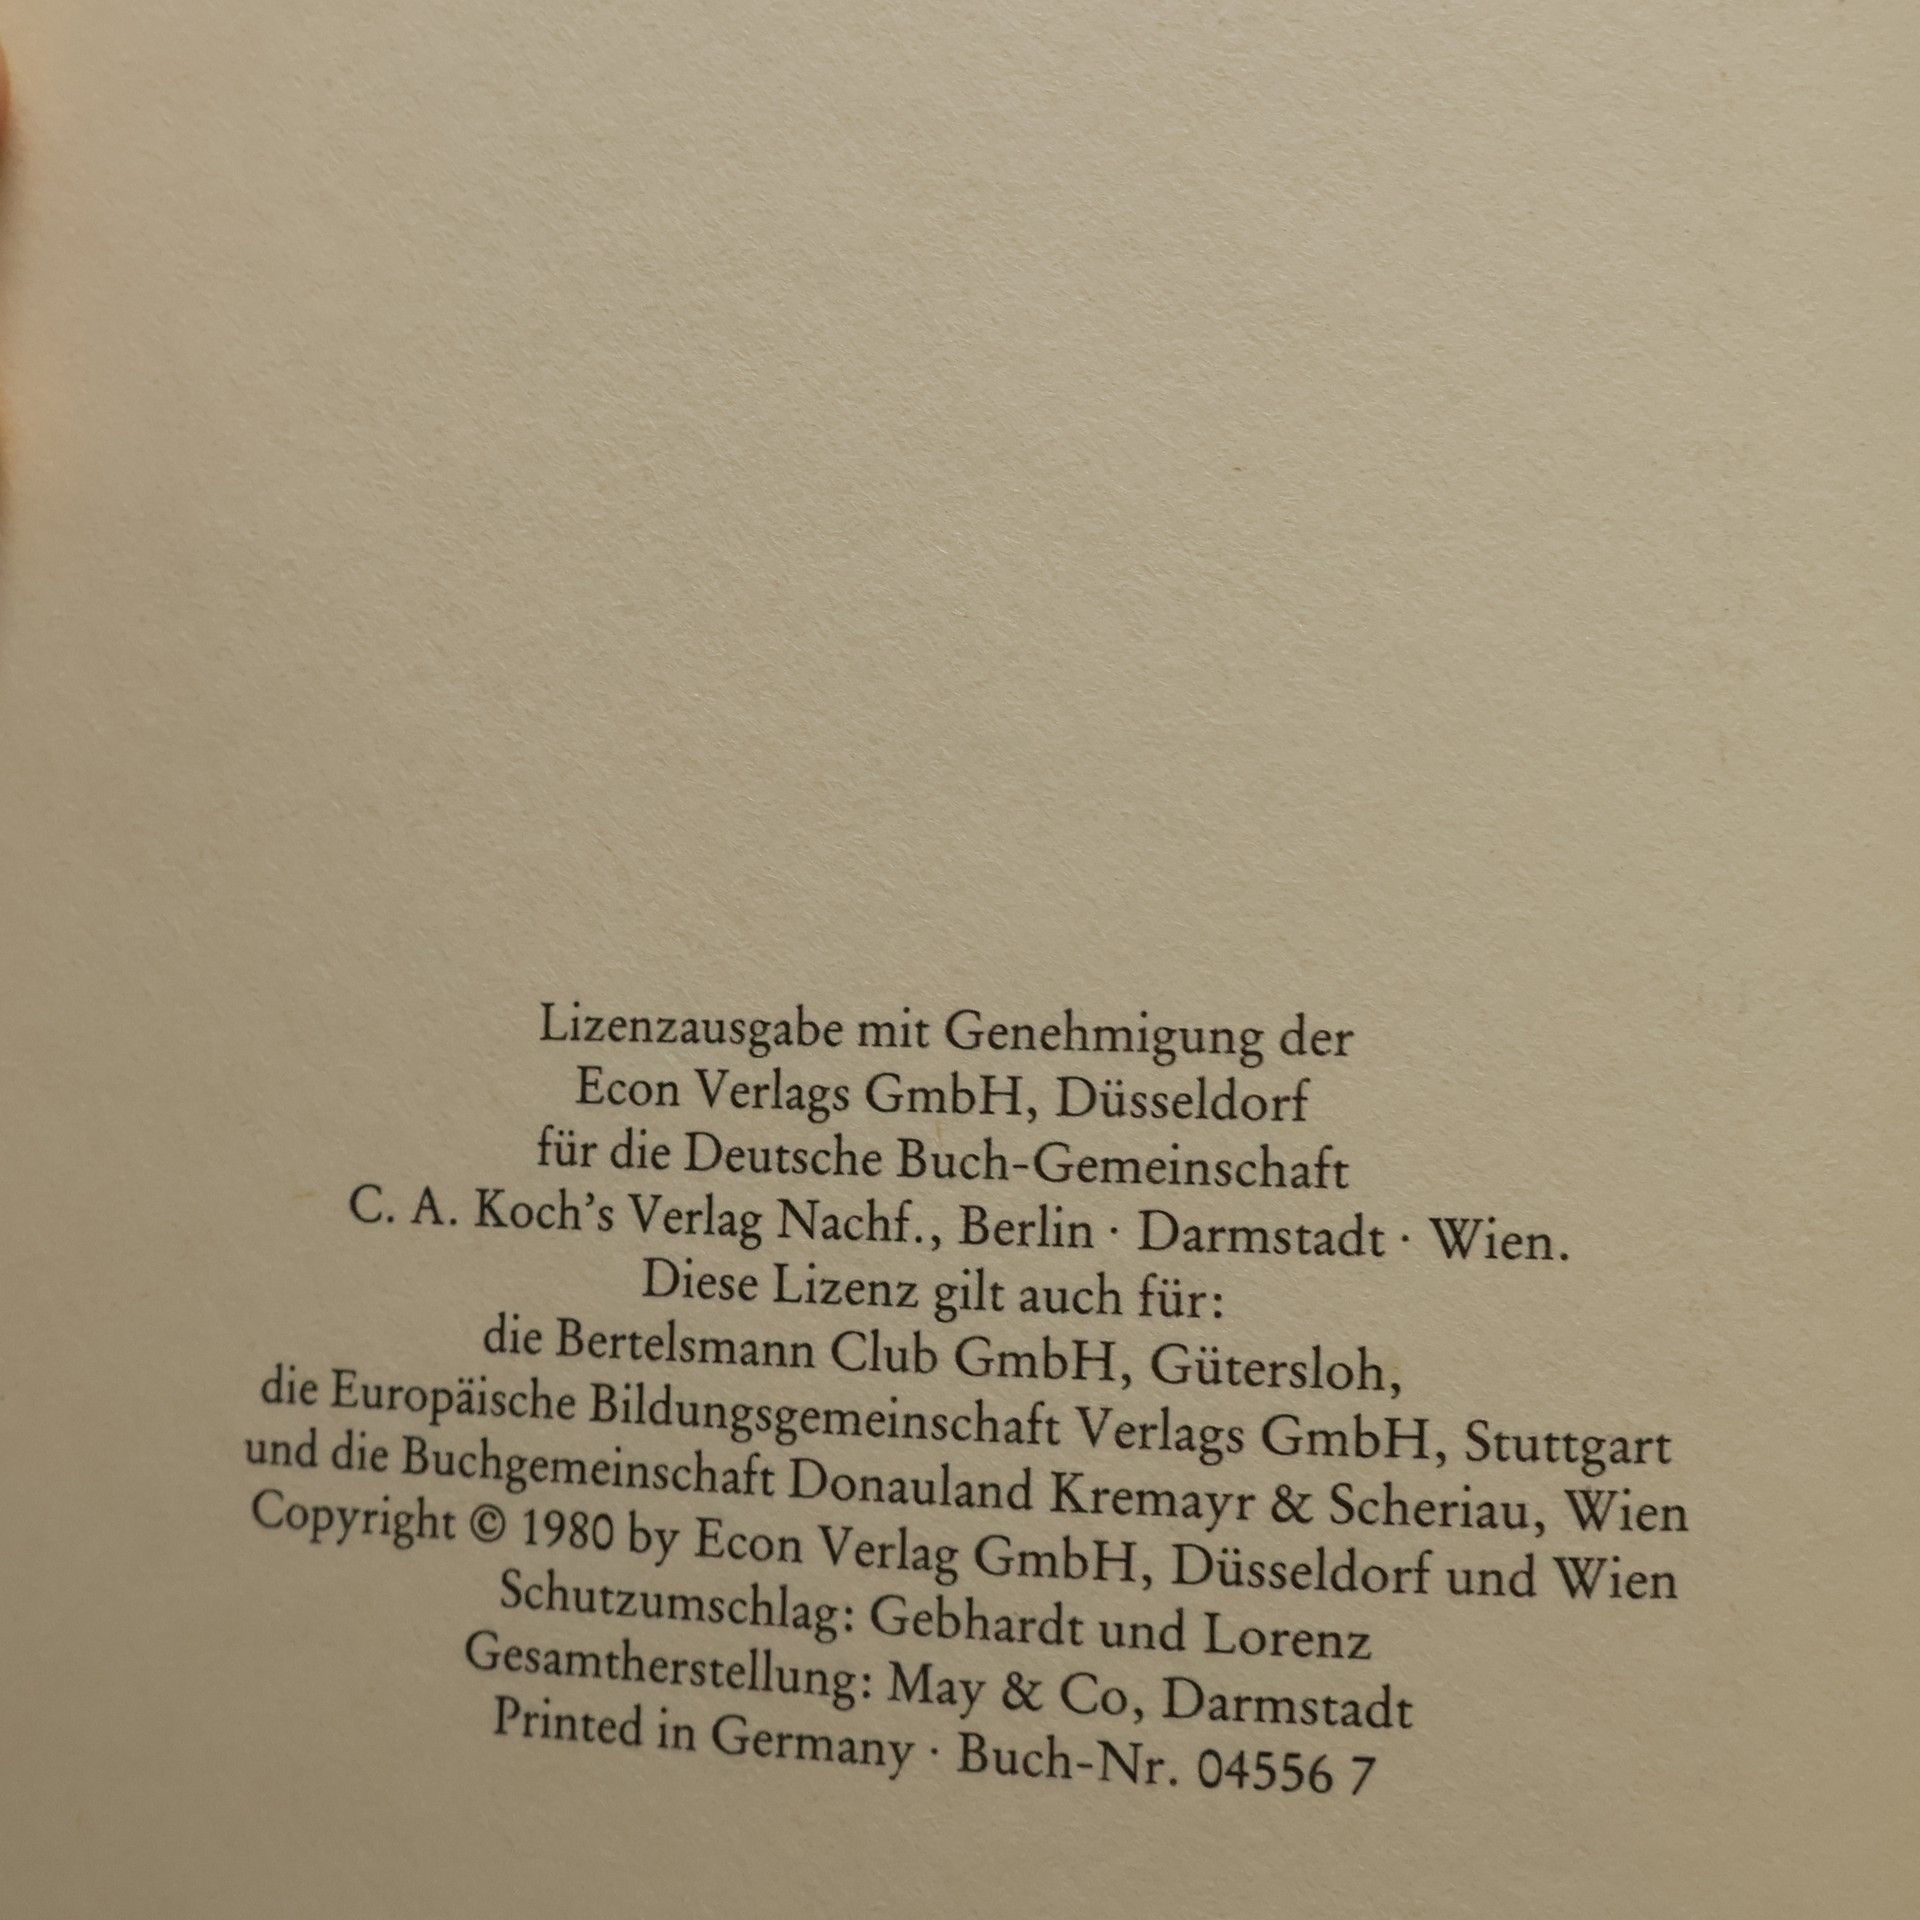 Lizenzausgabe mit Genehmigung der
Econ Verlags GmbH, Düsseldorf
für die Deutsche Buch-Gemeinschaft
C. A. Koch’s Verlag Nachf., Berlin · Darmstadt · Wien.
Diese Lizenz gilt auch für:
die Bertelsmann Club GmbH, Gütersloh,
die Europäische Bildungsgemeinschaft Verlags GmbH, Stuttgart
und die Buchgemeinschaft Donauland Kremayr & Scheriau, Wien
Copyright © 1980 by Econ Verlag GmbH, Düsseldorf und Wien
Schutzumschlag: Gebhardt und Lorenz
Gesamtherstellung: May & Co, Darmstadt
Printed in Germany · Buch-Nr. 04556 7